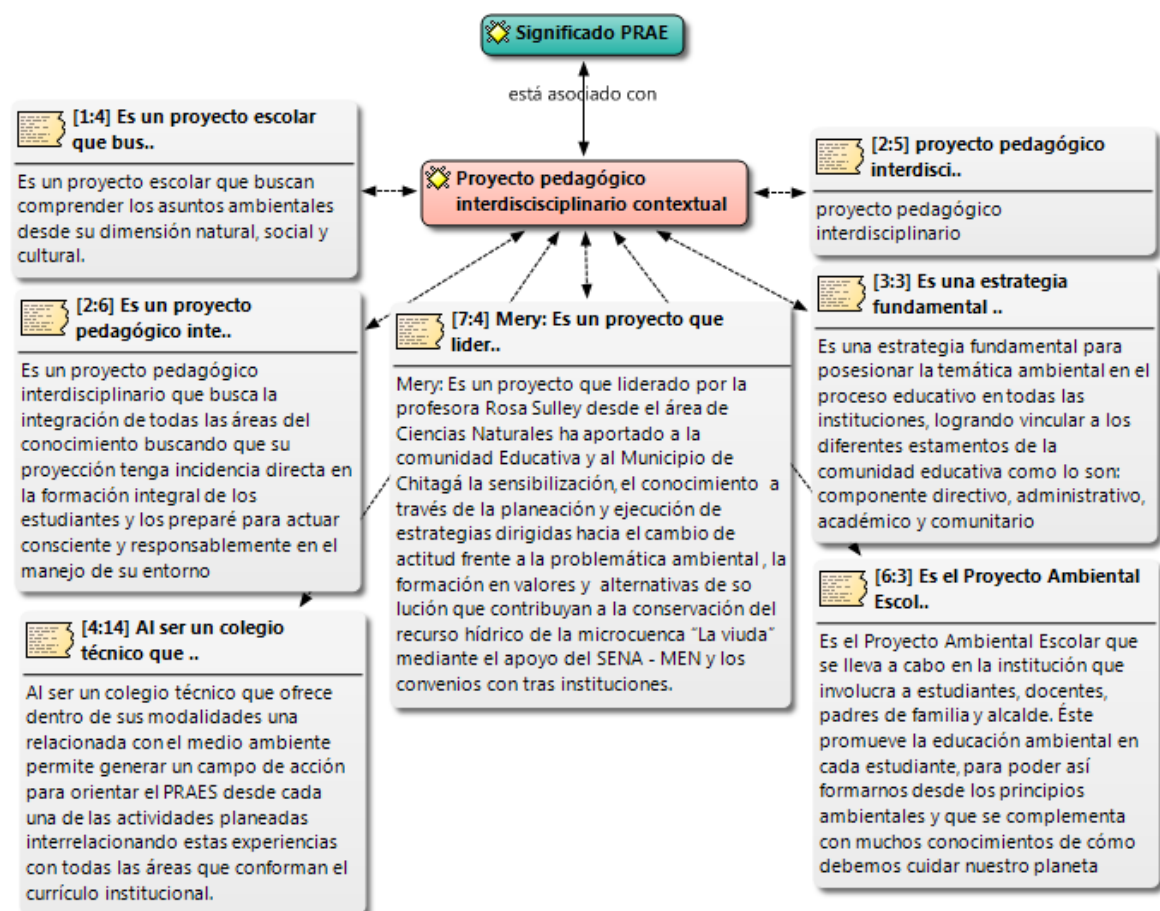 Significado PRAE
está asociado con
[1:4] Es un proyecto escolar
que bus..
Es un proyecto escolar que buscan
comprender los asuntos ambientales
desde su dimensión natural, social y
cultural.
Proyecto pedagógico
interdiscisciplinario contextual
[2:5] proyecto pedagógico
interdisci..
proyecto pedagógico
interdisciplinario
[2:6] Es un proyecto
pedagógico inte..
Es un proyecto pedagógico
interdisciplinario que busca la
integración de todas las áreas del
conocimiento buscando que su
proyección tenga incidencia directa en
la formación integral de los
estudiantes y los preparé para actuar
consciente y responsablemente en el
manejo de su entorno
[7:4] Mery: Es un proyecto que
lider..
Mery: Es un proyecto que liderado por la
profesora Rosa Sulley desde el área de
Ciencias Naturales ha aportado a la
comunidad Educativa y al Municipio de
Chitagá la sensibilización, el conocimiento a
través de la planeación y ejecución de
estrategias dirigidas hacia el cambio de
actitud frente a la problemática ambiental , la
formación en valores y alternativas de so
lución que contribuyan a la conservación del
recurso hídrico de la microcuenca “La viuda”
mediante el apoyo del SENA - MEN y los
convenios con tras instituciones.
[3:3] Es una estrategia
fundamental ..
Es una estrategia fundamental para
posesionar la temática ambiental en el
proceso educativo en todas las
instituciones, logrando vincular a los
diferentes estamentos de la
comunidad educativa como lo son:
componente directivo, administrativo,
académico y comunitario
[4:14] Al ser un colegio
técnico que ..
Al ser un colegio técnico que ofrece
dentro de sus modalidades una
relacionada con el medio ambiente
permite generar un campo de acción
para orientar el PRAES desde cada
una de las actividades planeadas
interrelacionando estas experiencias
con todas las áreas que conforman el
currículo institucional.
[6:3] Es el Proyecto Ambiental
Escol..
Es el Proyecto Ambiental Escolar que
se lleva a cabo en la institución que
involucra a estudiantes, docentes,
padres de familia y alcalde. Éste
promueve la educación ambiental en
cada estudiante, para poder así
formarnos desde los principios
ambientales y que se complementa
con muchos conocimientos de cómo
debemos cuidar nuestro planeta